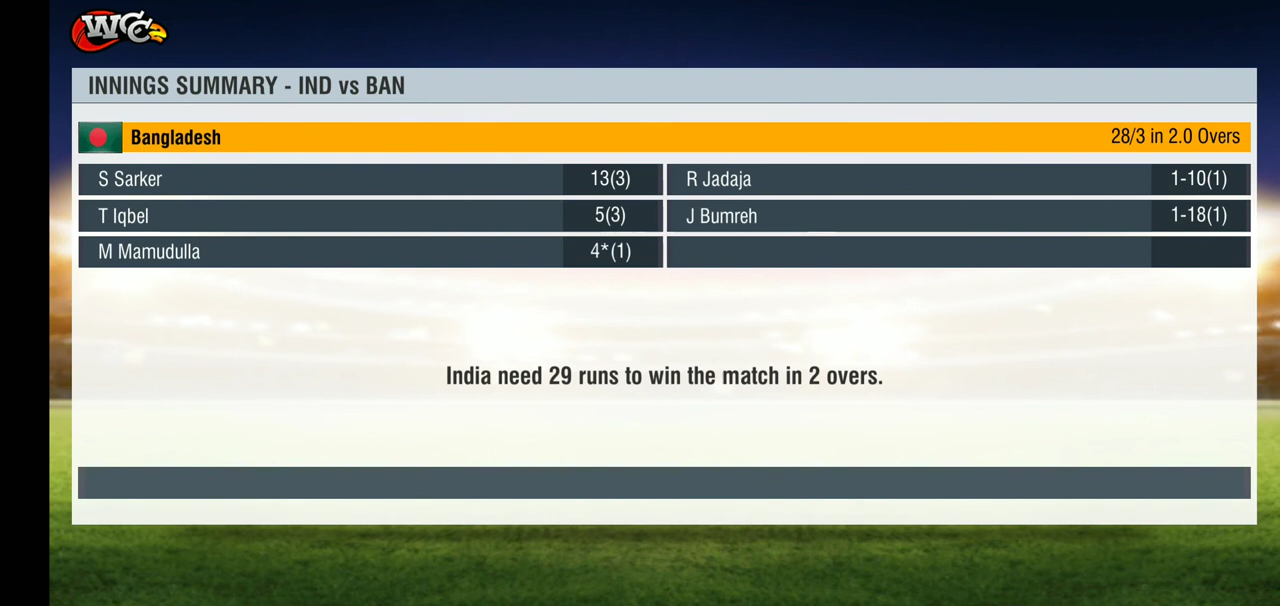 WCC
INNINGS SUMMARY - IND vs BAN
Bangladesh 28/3 in 2.0 Overs
S Sarker 13(3) R Jadaja 1-10(1)
T Iqbel 5(3) J Bumreh 1-18(1)
M Mamudulla 4*(1)
India need 29 runs to win the match in 2 overs.